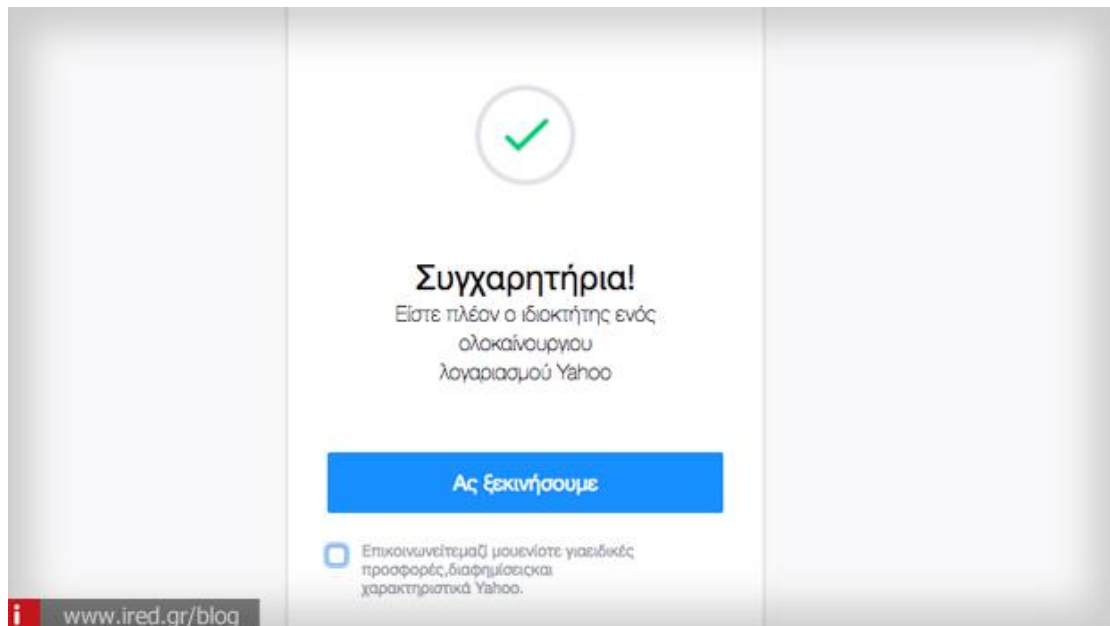 Συγχαρητήρια!
Είστε πλέον ο ιδιοκτήτης ενός
ολοκαίνουργιου
λογαριασμού Yahoo
Ας ξεκινήσουμε
Επικοινωνείτεμαζί μουενίοτε γιαειδικές
προσφορές,διαφημίσειςκαι
χαρακτηριστικά Yahoo.
i www.ired.gr/blog